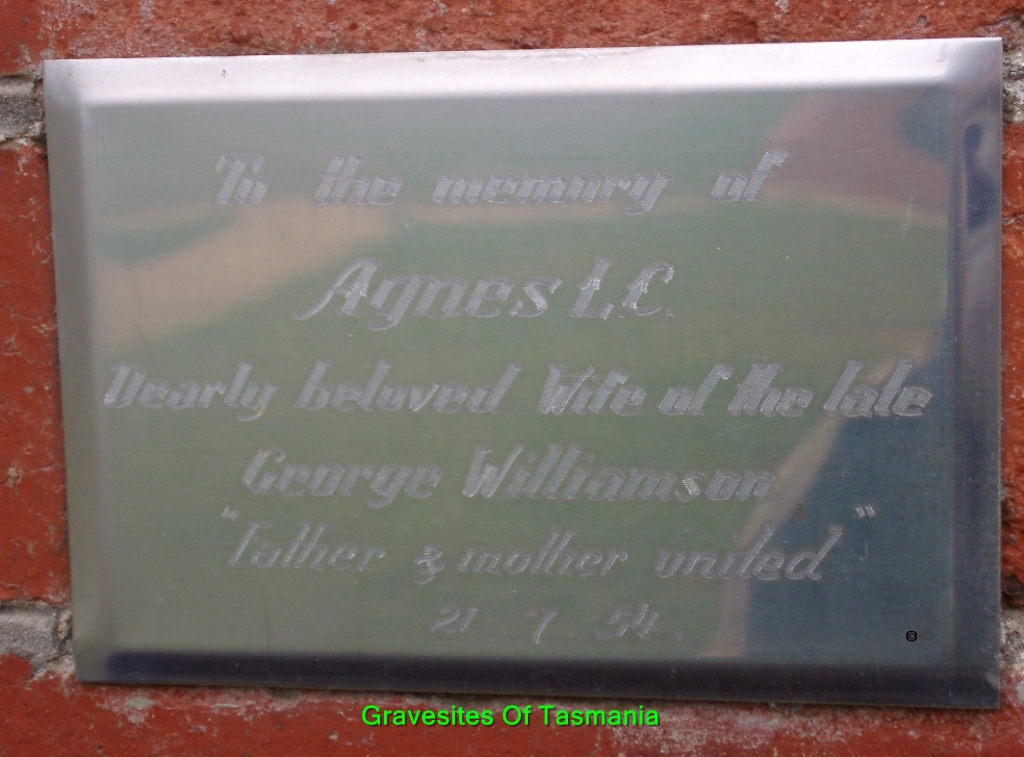 To the memory of
Agnes L.C.
Dearly beloved Wife of the late
George Williamson
"Father & mother united"
21 - 7 - 54
©
Gravesites Of Tasmania